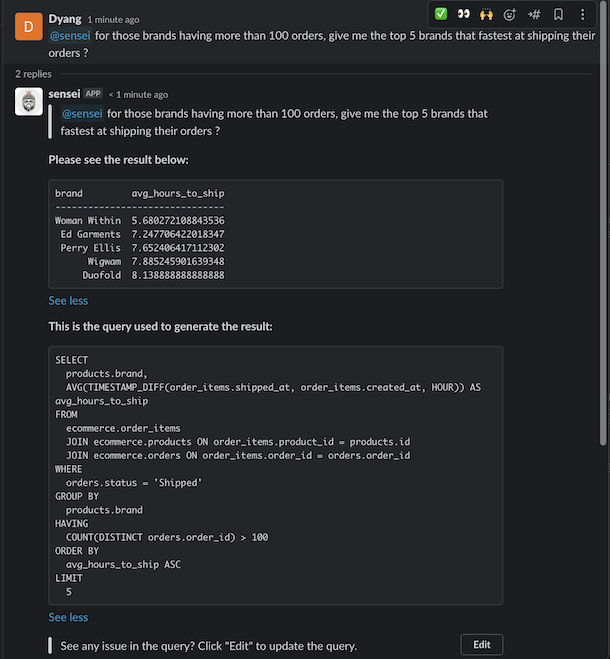 D
Dyang 1 minute ago
@sensei for those brands having more than 100 orders, give me the top 5 brands that fastest at shipping their
orders ?
2 replies
sensei APP < 1 minute ago
@sensei for those brands having more than 100 orders, give me the top 5 brands that
fastest at shipping their orders ?
Please see the result below:
brand avg_hours_to_ship
--------------------------------
Woman Within 5.680272108843536
Ed Garments 7.247706422018347
Perry Ellis 7.652406417112302
Wigwam 7.885245901639348
Duofold 8.138888888888888
See less
This is the query used to generate the result:
SELECT
products.brand,
AVG(TIMESTAMP_DIFF(order_items.shipped_at, order_items.created_at, HOUR)) AS
avg_hours_to_ship
FROM
ecommerce.order_items
JOIN ecommerce.products ON order_items.product_id = products.id
JOIN ecommerce.orders ON order_items.order_id = orders.order_id
WHERE
orders.status = 'Shipped'
GROUP BY
products.brand
HAVING
COUNT(DISTINCT orders.order_id) > 100
ORDER BY
avg_hours_to_ship ASC
LIMIT
5
See less
See any issue in the query? Click "Edit" to update the query.
Edit